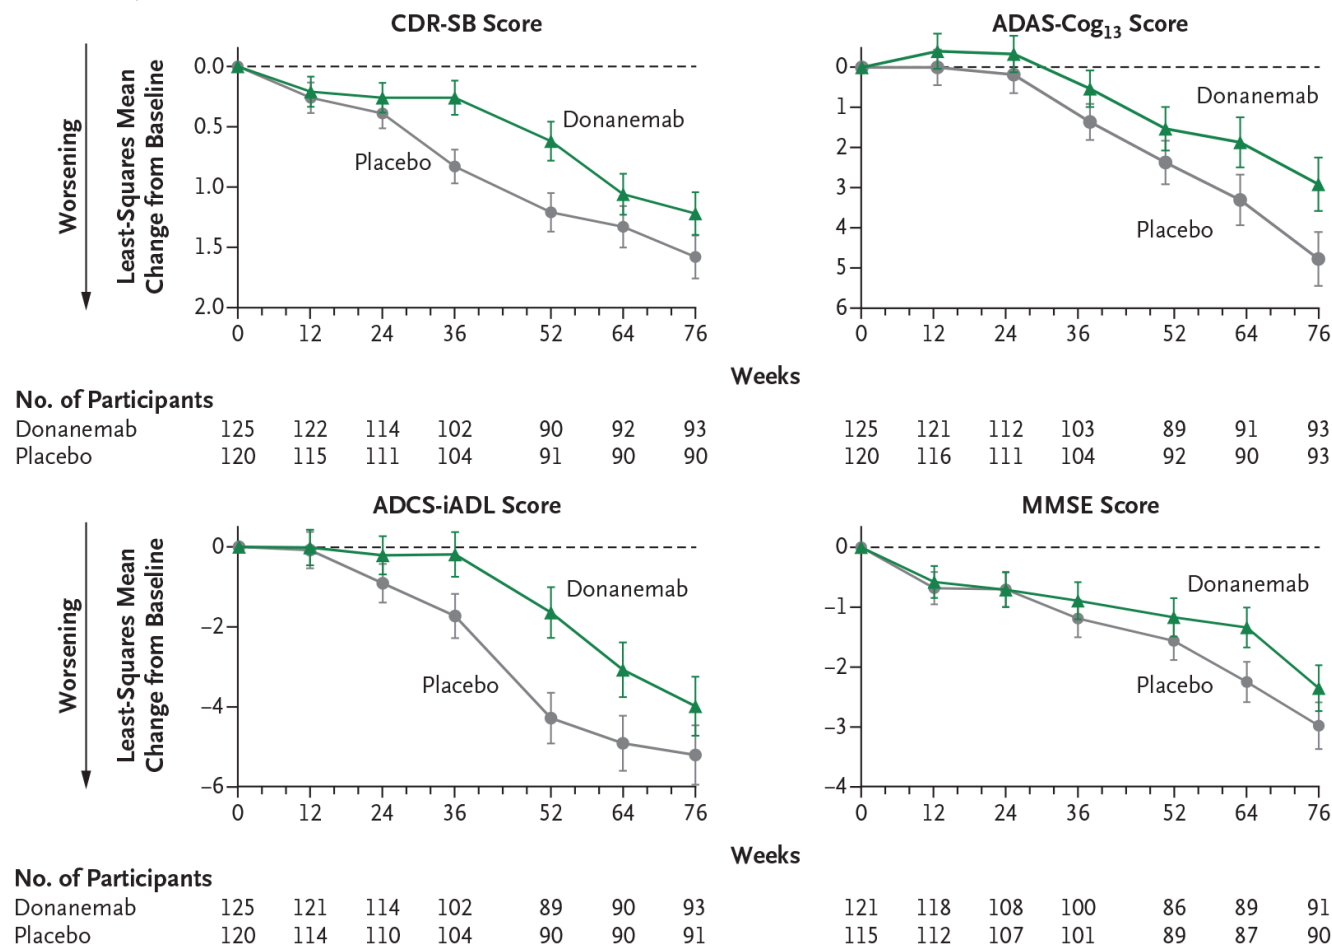 CDR-SB Score
ADAS-Cog13 Score
Worsening
Least-Squares Mean
Change from Baseline
0.0
0.5
1.0
1.5
2.0
Donanemab
Placebo
0 12 24 36 52 64 76
0
1
2
3
4
5
6
Donanemab
Placebo
0 12 24 36 52 64 76
Weeks
No. of Participants
Donanemab 125 122 114 102 90 92 93 125 121 112 103 89 91 93
Placebo 120 115 111 104 91 90 90 120 116 111 104 92 90 93
ADCS-iADL Score
MMSE Score
Worsening
Least-Squares Mean
Change from Baseline
0
−2
−4
−6
Donanemab
Placebo
0 12 24 36 52 64 76
0
−1
−2
−3
−4
Donanemab
Placebo
0 12 24 36 52 64 76
Weeks
No. of Participants
Donanemab 125 121 114 102 89 90 93 121 118 108 100 86 89 91
Placebo 120 114 110 104 90 90 91 115 112 107 101 89 87 90